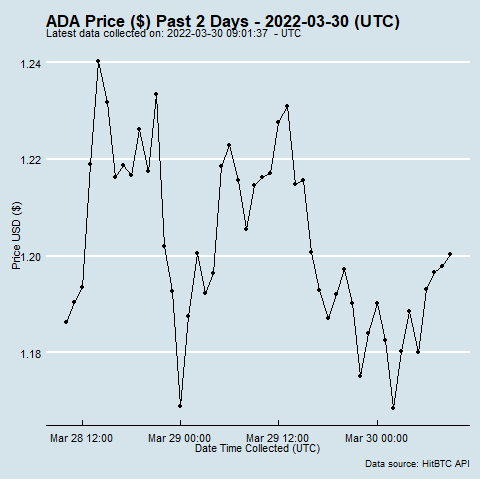 ADA Price ($) Past 2 Days - 2022-03-30 (UTC)
Latest data collected on: 2022-03-30 09:01:37 - UTC
1.24
1.22
1.20
1.18
Price USD ($)
Mar 28 12:00 Mar 29 00:00 Mar 29 12:00 Mar 30 00:00
Date Time Collected (UTC)
Data source: HitBTC API